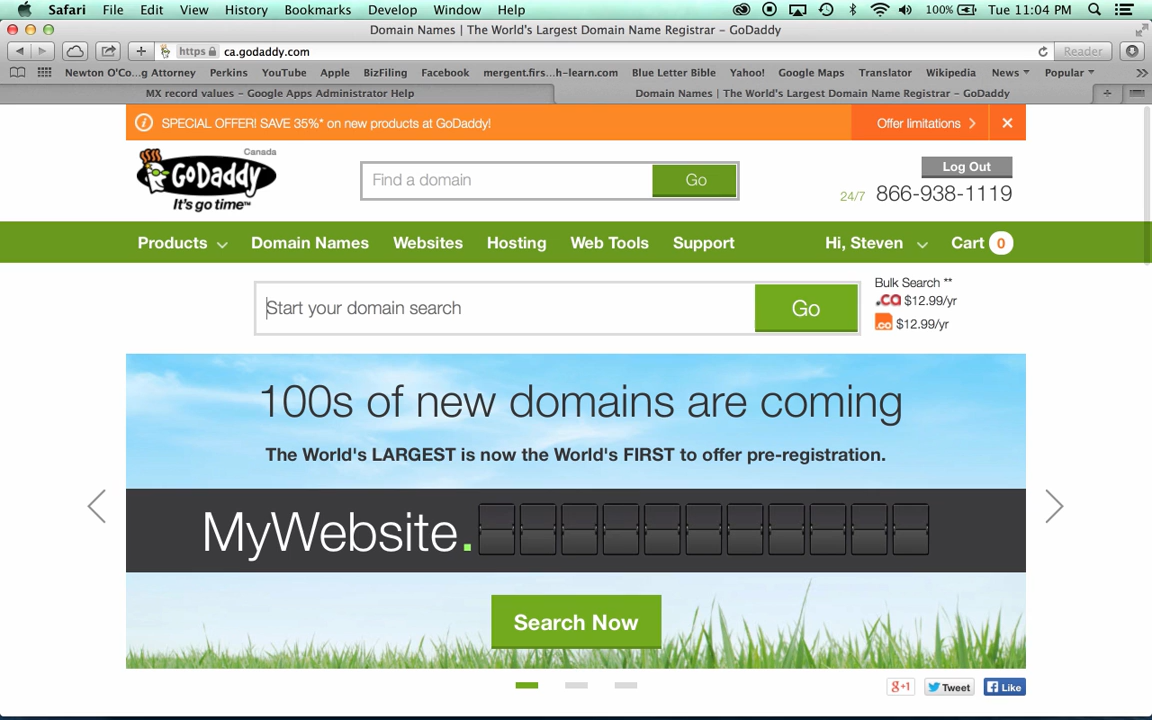 Safari File Edit View History Bookmarks Develop Window Help 100% Tue 11:04 PM
Domain Names | The World's Largest Domain Name Registrar – GoDaddy
https ca.godaddy.com Reader
Newton O'Co...g Attorney Perkins YouTube Apple BizFiling Facebook mergent.firs...h-learn.com Blue Letter Bible Yahoo! Google Maps Translator Wikipedia News Popular
MX record values – Google Apps Administrator Help Domain Names | The World's Largest Domain Name Registrar – GoDaddy
SPECIAL OFFER! SAVE 35%* on new products at GoDaddy! Offer limitations
Canada
GoDaddy
It's go time™
Find a domain Go
Log Out
24/7 866-938-1119
Products Domain Names Websites Hosting Web Tools Support Hi, Steven Cart 0
Start your domain search Go
Bulk Search **
.ca $12.99/yr
.co $12.99/yr
100s of new domains are coming
The World's LARGEST is now the World's FIRST to offer pre-registration.
MyWebsite.
Search Now
g+1 Tweet Like